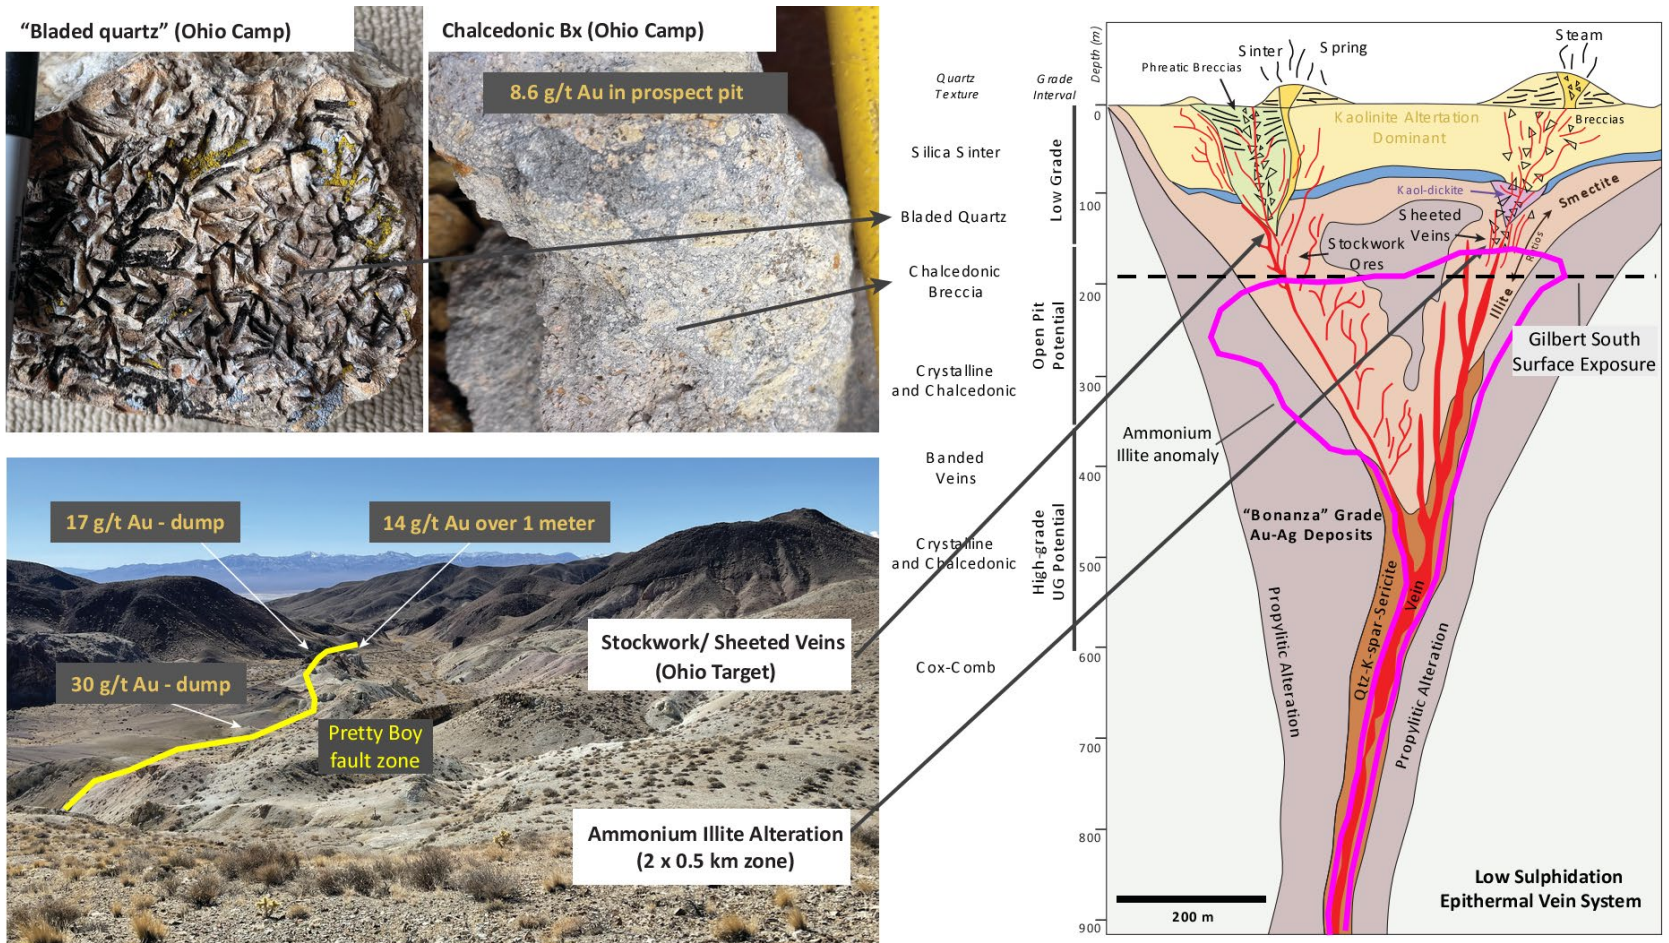 “Bladed quartz” (Ohio Camp)
Chalcedonic Bx (Ohio Camp)
8.6 g/t Au in prospect pit
17 g/t Au - dump
14 g/t Au over 1 meter
30 g/t Au - dump
Pretty Boy
fault zone
Stockwork/ Sheeted Veins
(Ohio Target)
Ammonium Illite Alteration
(2 x 0.5 km zone)
Quartz
Texture
Silica Sinter
Bladed Quartz
Chalcedonic
Breccia
Crystalline
and Chalcedonic
Banded
Veins
Crystalline
and Chalcedonic
Cox-Comb
Grade
Interval
Low Grade
Open Pit
Potential
High-grade
UG Potential
Depth (m)
0
100
200
300
400
500
600
700
800
900
Sinter
Spring
Phreatic Breccias
Steam
Breccias
Kaolinite Altertation
Dominant
Kaol-dickite
Smectite
Sheeted
Veins
Stockwork
Ores
Illite
Gilbert South
Surface Exposure
Ammonium
Illite anomaly
“Bonanza” Grade
Au-Ag Deposits
Propylitic Alteration
Qtz-K-spar-Sericite
Vein
Propylitic Alteration
200 m
Low Sulphidation
Epithermal Vein System